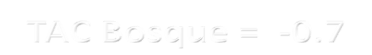 TAC Bosque = -0.7